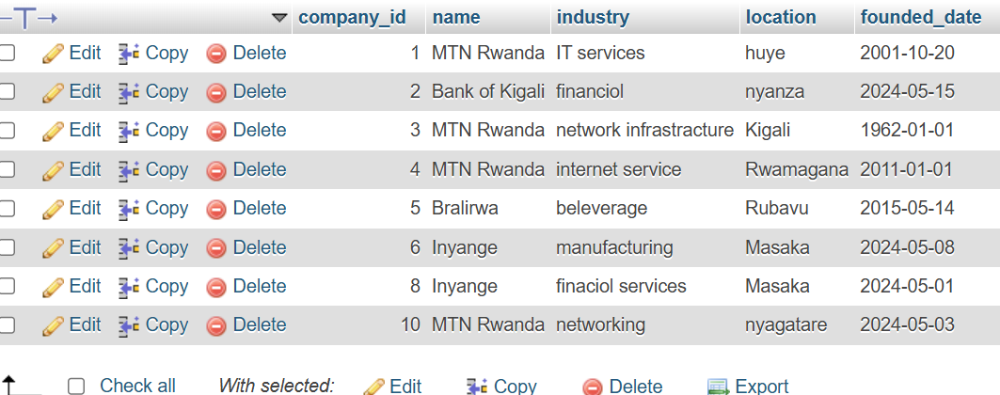 company_id name industry location founded_date
Edit Copy Delete 1 MTN Rwanda IT services huye 2001-10-20
Edit Copy Delete 2 Bank of Kigali financiol nyanza 2024-05-15
Edit Copy Delete 3 MTN Rwanda network infrastracture Kigali 1962-01-01
Edit Copy Delete 4 MTN Rwanda internet service Rwamagana 2011-01-01
Edit Copy Delete 5 Bralirwa beleverage Rubavu 2015-05-14
Edit Copy Delete 6 Inyange manufacturing Masaka 2024-05-08
Edit Copy Delete 8 Inyange finaciol services Masaka 2024-05-01
Edit Copy Delete 10 MTN Rwanda networking nyagatare 2024-05-03
Check all With selected: Edit Copy Delete Export